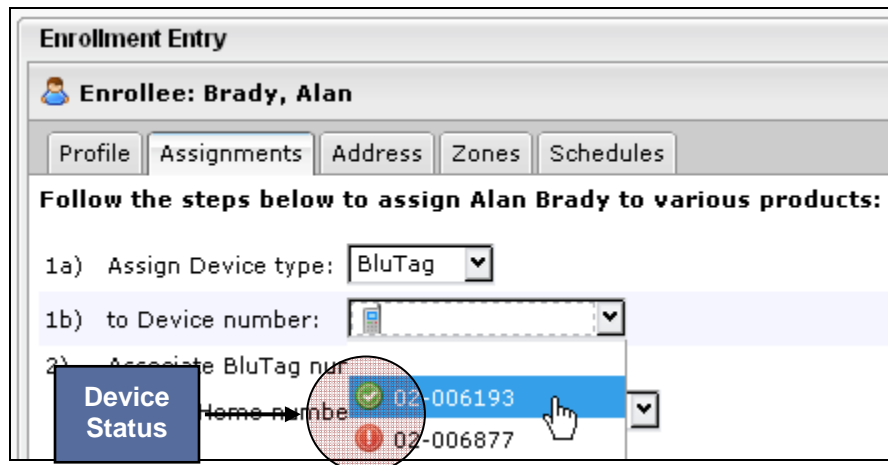 Enrollment Entry
Enrollee: Brady, Alan
Profile Assignments Address Zones Schedules
Follow the steps below to assign Alan Brady to various products:
1a) Assign Device type: BluTag
1b) to Device number:
2) Associate BluTag
Device Status
Home numbe
02-006193
02-006877